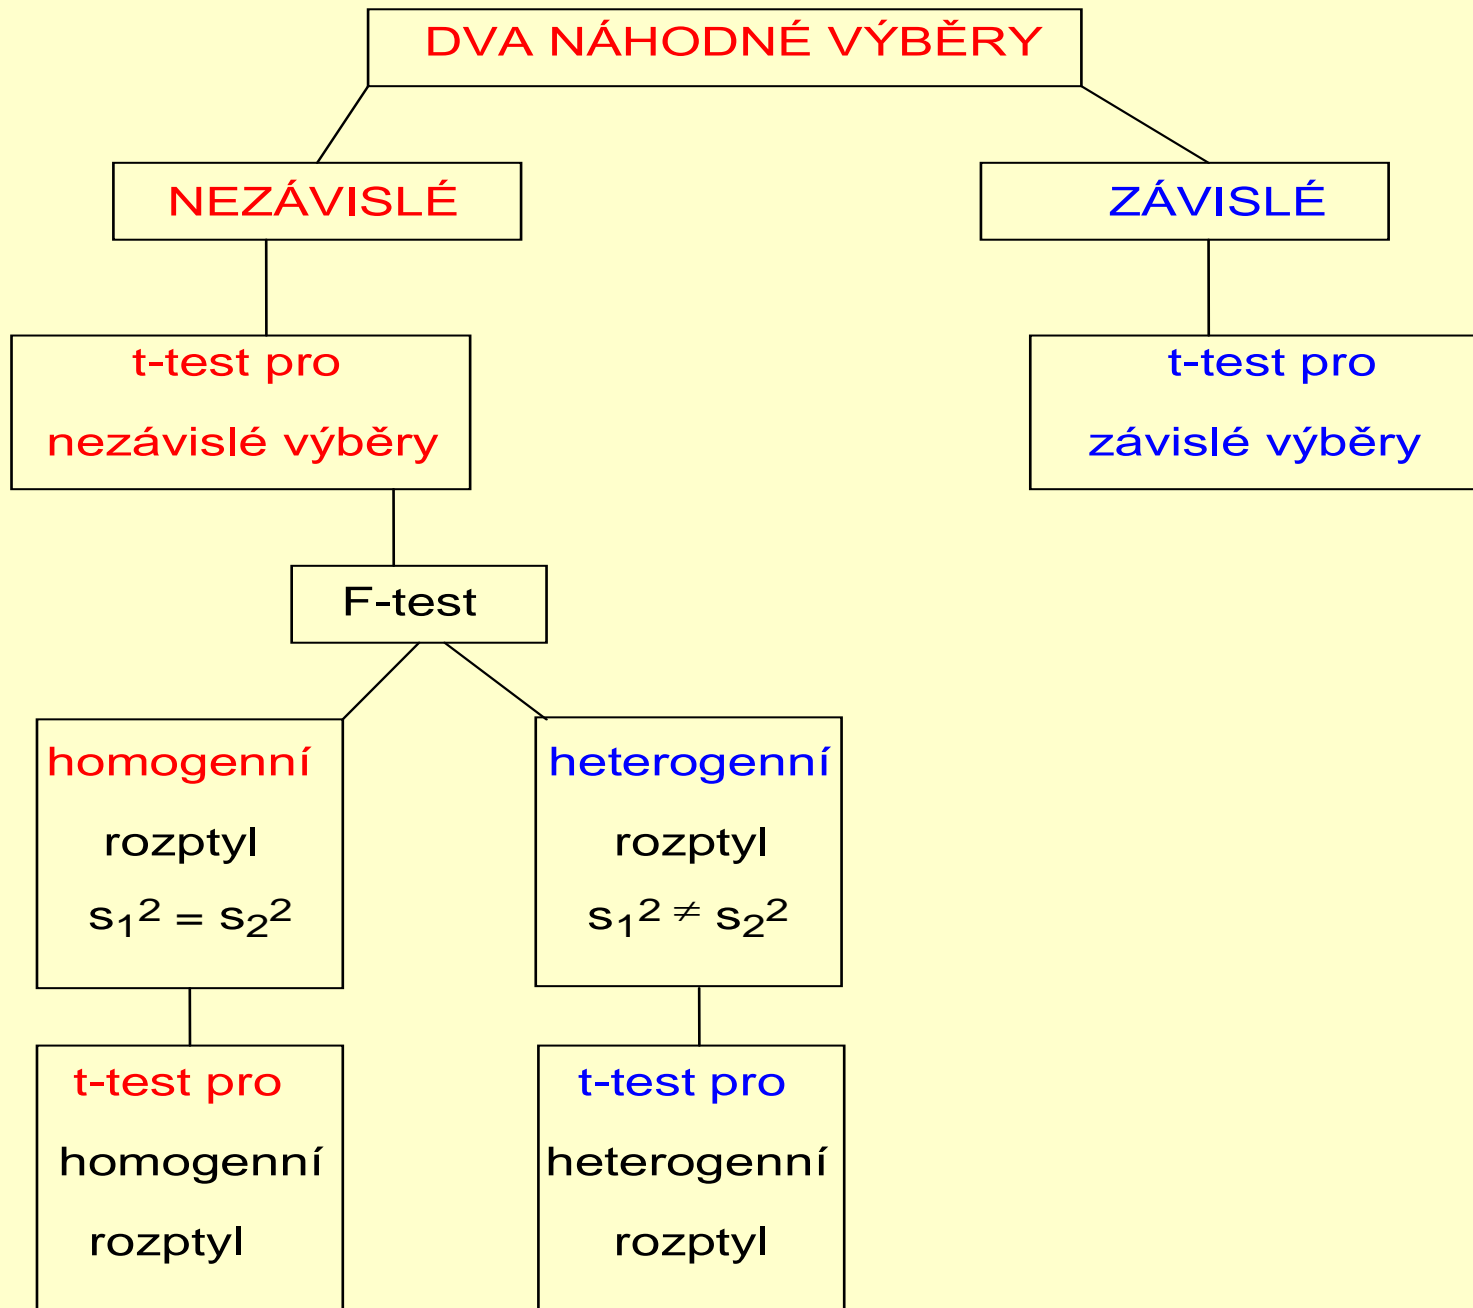 DVA NÁHODNÉ VÝBĚRY
NEZÁVISLÉ
ZÁVISLÉ
t-test pro
nezávislé výběry
t-test pro
závislé výběry
F-test
homogenní
rozptyl
s₁² = s₂²
heterogenní
rozptyl
s₁² ≠ s₂²
t-test pro
homogenní
rozptyl
t-test pro
heterogenní
rozptyl